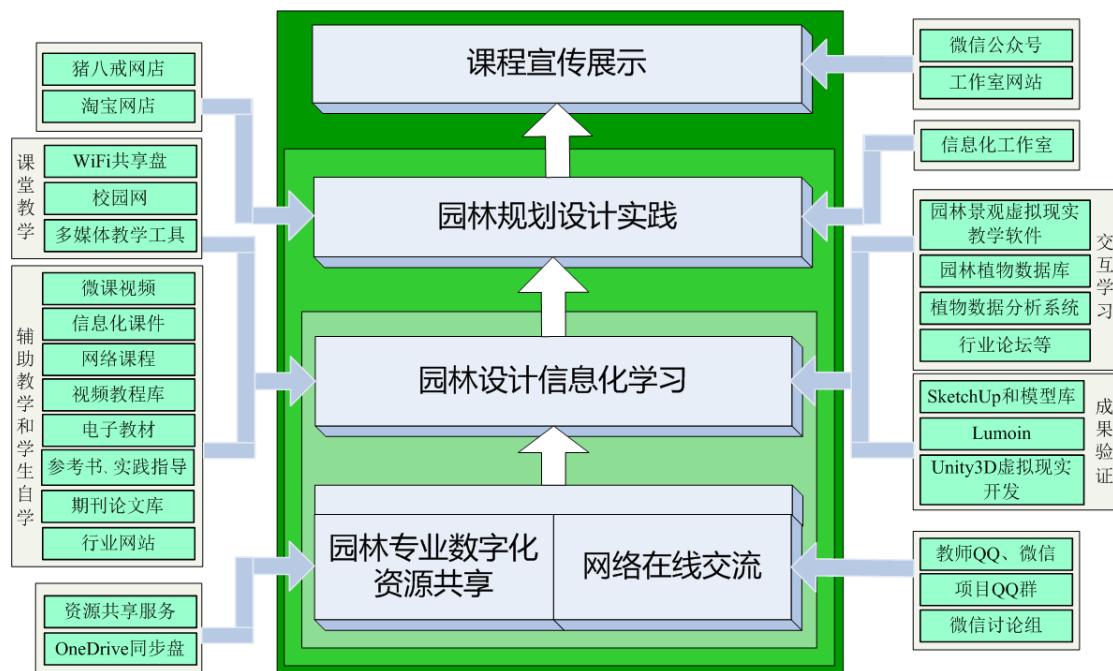 课程宣传展示
园林规划设计实践
园林设计信息化学习
园林专业数字化
资源共享
网络在线交流
猪八戒网店
淘宝网店
课堂教学
WiFi共享盘
校园网
多媒体教学工具
辅助教学和学生自学
微课视频
信息化课件
网络课程
视频教程库
电子教材
参考书.实践指导
期刊论文库
行业网站
资源共享服务
OneDrive同步盘
微信公众号
工作室网站
信息化工作室
园林景观虚拟现实
教学软件
园林植物数据库
植物数据分析系统
行业论坛等
交互学习
SketchUp和模型库
Lumoin
Unity3D虚拟现实
开发
成果验证
教师QQ、微信
项目QQ群
微信讨论组